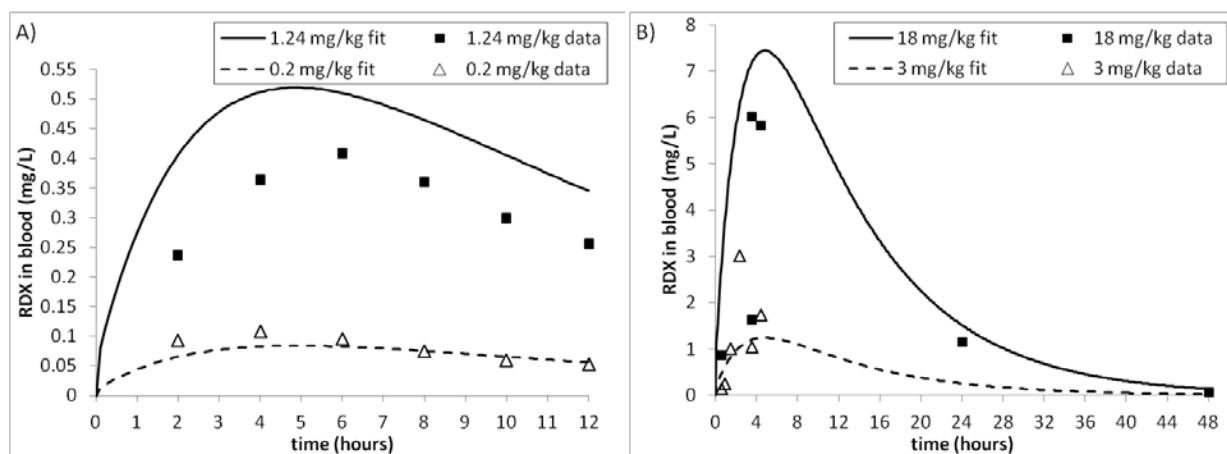 A)
1.24 mg/kg fit 1.24 mg/kg data
0.2 mg/kg fit 0.2 mg/kg data
0.55
0.5
0.45
0.4
0.35
0.3
0.25
0.2
0.15
0.1
0.05
0
RDX in blood (mg/L)
0 1 2 3 4 5 6 7 8 9 10 11 12
time (hours)
B)
18 mg/kg fit 18 mg/kg data
3 mg/kg fit 3 mg/kg data
8
7
6
5
4
3
2
1
0
RDX in blood (mg/L)
0 4 8 12 16 20 24 28 32 36 40 44 48
time (hours)